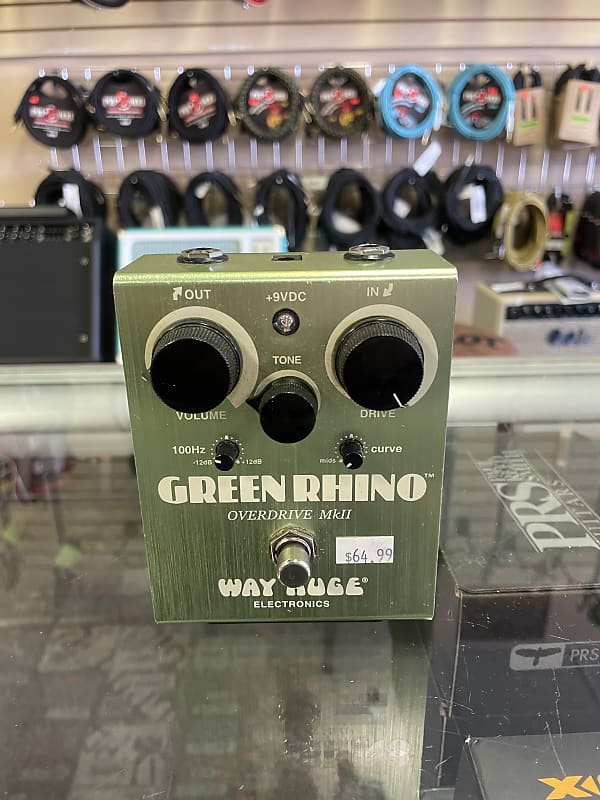 OUT
+9VDC
IN
TONE
VOLUME
DRIVE
100Hz
curve
-12dB
+12dB
mids
GREEN RHINO™
OVERDRIVE MkII
$64.99
WAY HUGE®
ELECTRONICS
PRS
PRS